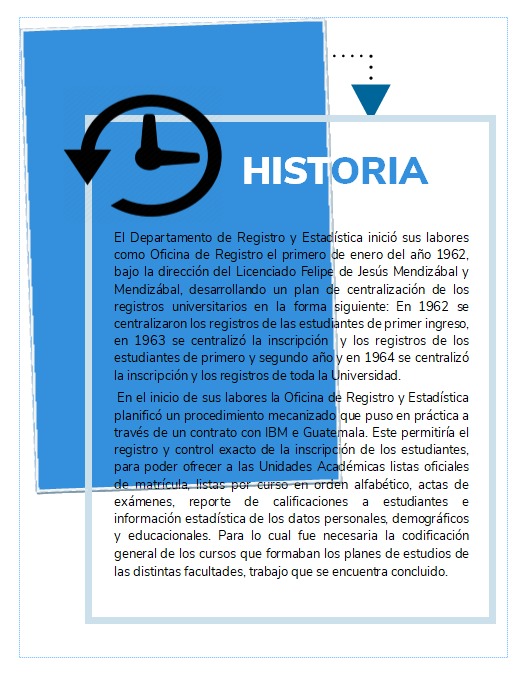 HISTORIA
El Departamento de Registro y Estadística inició sus labores
como Oficina de Registro el primero de enero del año 1962,
bajo la dirección del Licenciado Felipe de Jesús Mendizábal y
Mendizábal, desarrollando un plan de centralización de los
registros universitarios en la forma siguiente: En 1962 se
centralizaron los registros de las estudiantes de primer ingreso,
en 1963 se centralizó la inscripción y los registros de los
estudiantes de primero y segundo año y en 1964 se centralizó
la inscripción y los registros de toda la Universidad.
En el inicio de sus labores la Oficina de Registro y Estadística
planificó un procedimiento mecanizado que puso en práctica a
través de un contrato con IBM e Guatemala. Este permitiría el
registro y control exacto de la inscripción de los estudiantes,
para poder ofrecer a las Unidades Académicas listas oficiales
de matrícula, listas por curso en orden alfabético, actas de
exámenes, reporte de calificaciones a estudiantes e
información estadística de los datos personales, demográficos
y educacionales. Para lo cual fue necesaria la codificación
general de los cursos que formaban los planes de estudios de
las distintas facultades, trabajo que se encuentra concluido.